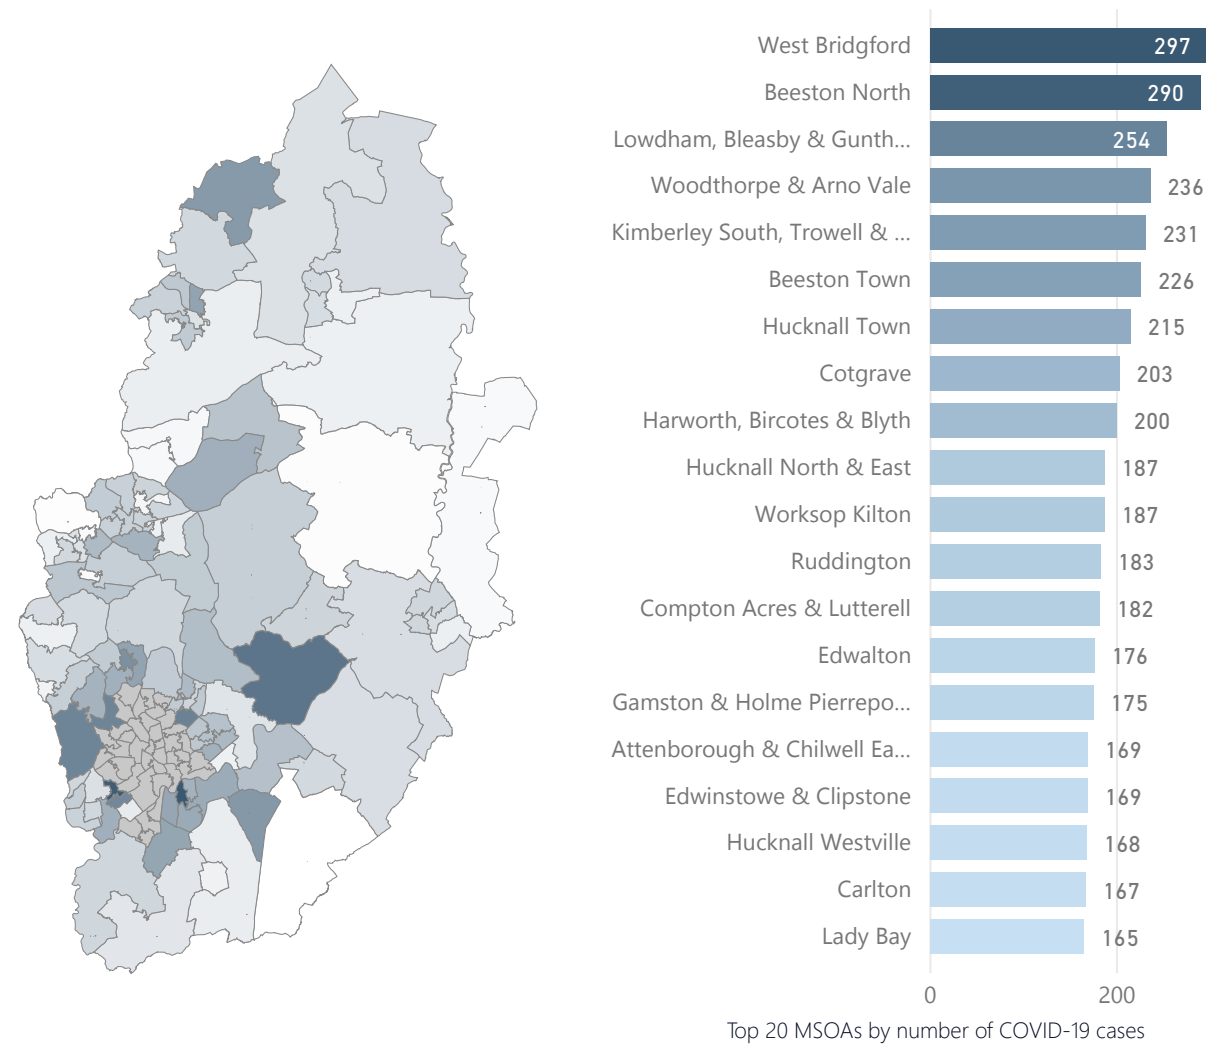 West Bridgford 297
Beeston North 290
Lowdham, Bleasby & Gunth... 254
Woodthorpe & Arno Vale 236
Kimberley South, Trowell & ... 231
Beeston Town 226
Hucknall Town 215
Cotgrave 203
Harworth, Bircotes & Blyth 200
Hucknall North & East 187
Worksop Kilton 187
Ruddington 183
Compton Acres & Lutterell 182
Edwalton 176
Gamston & Holme Pierrepo... 175
Attenborough & Chilwell Ea... 169
Edwinstowe & Clipstone 169
Hucknall Westville 168
Carlton 167
Lady Bay 165
0 200
Top 20 MSOAs by number of COVID-19 cases